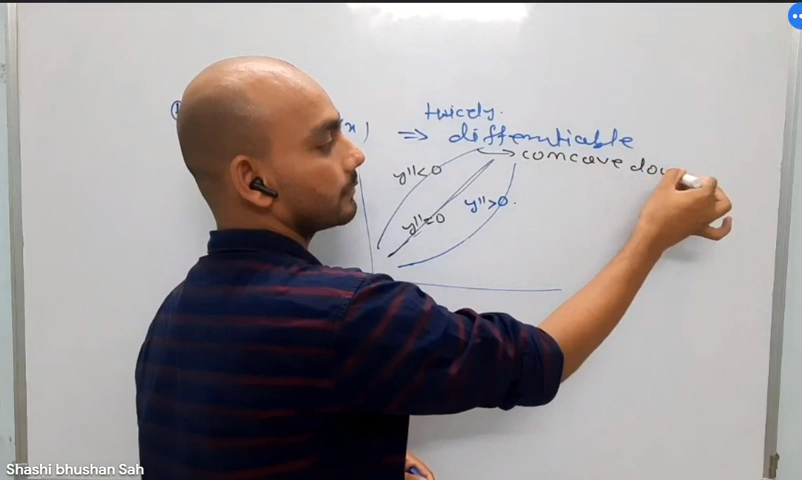 twicely.
x) ⇒ differentiable
concave dow
y''<0
y''=0
y''>0.
Shashi bhushan Sah